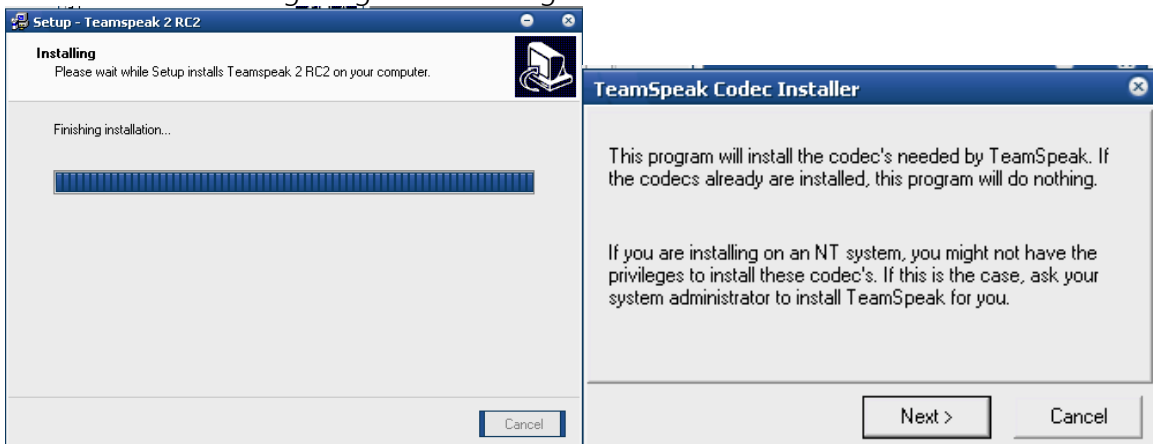 Setup - Teamspeak 2 RC2
Installing
Please wait while Setup installs Teamspeak 2 RC2 on your computer.
Finishing installation...
Cancel
TeamSpeak Codec Installer
This program will install the codec's needed by TeamSpeak. If
the codecs already are installed, this program will do nothing.
If you are installing on an NT system, you might not have the
privileges to install these codec's. If this is the case, ask your
system administrator to install TeamSpeak for you.
Next >
Cancel